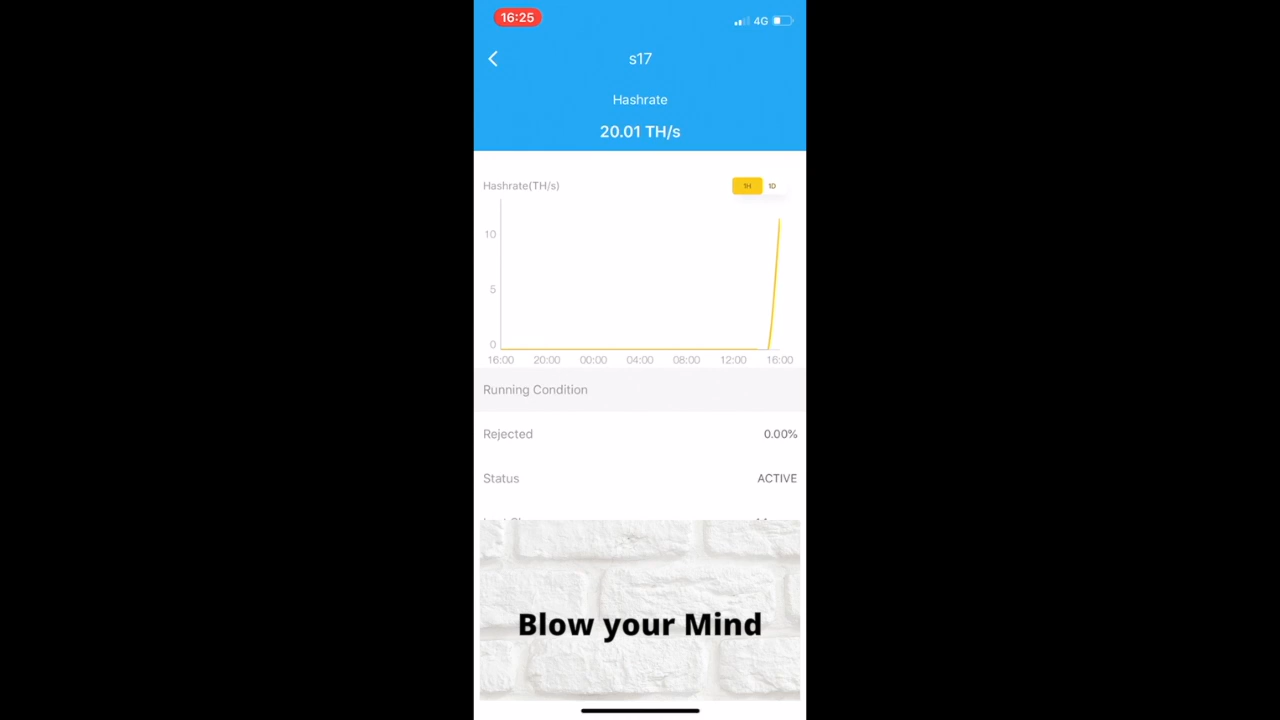 16:25
4G
s17
Hashrate
20.01 TH/s
Hashrate(TH/s)
1H 1D
10
5
0
16:00 20:00 00:00 04:00 08:00 12:00 16:00
Running Condition
Rejected 0.00%
Status ACTIVE
Blow your Mind